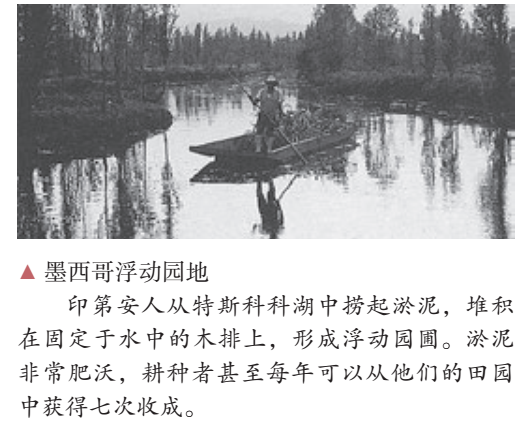 ▲ 墨西哥浮动园地
印第安人从特斯科科湖中捞起淤泥，堆积
在固定于水中的木排上，形成浮动园圃。淤泥
非常肥沃，耕种者甚至每年可以从他们的田园
中获得七次收成。